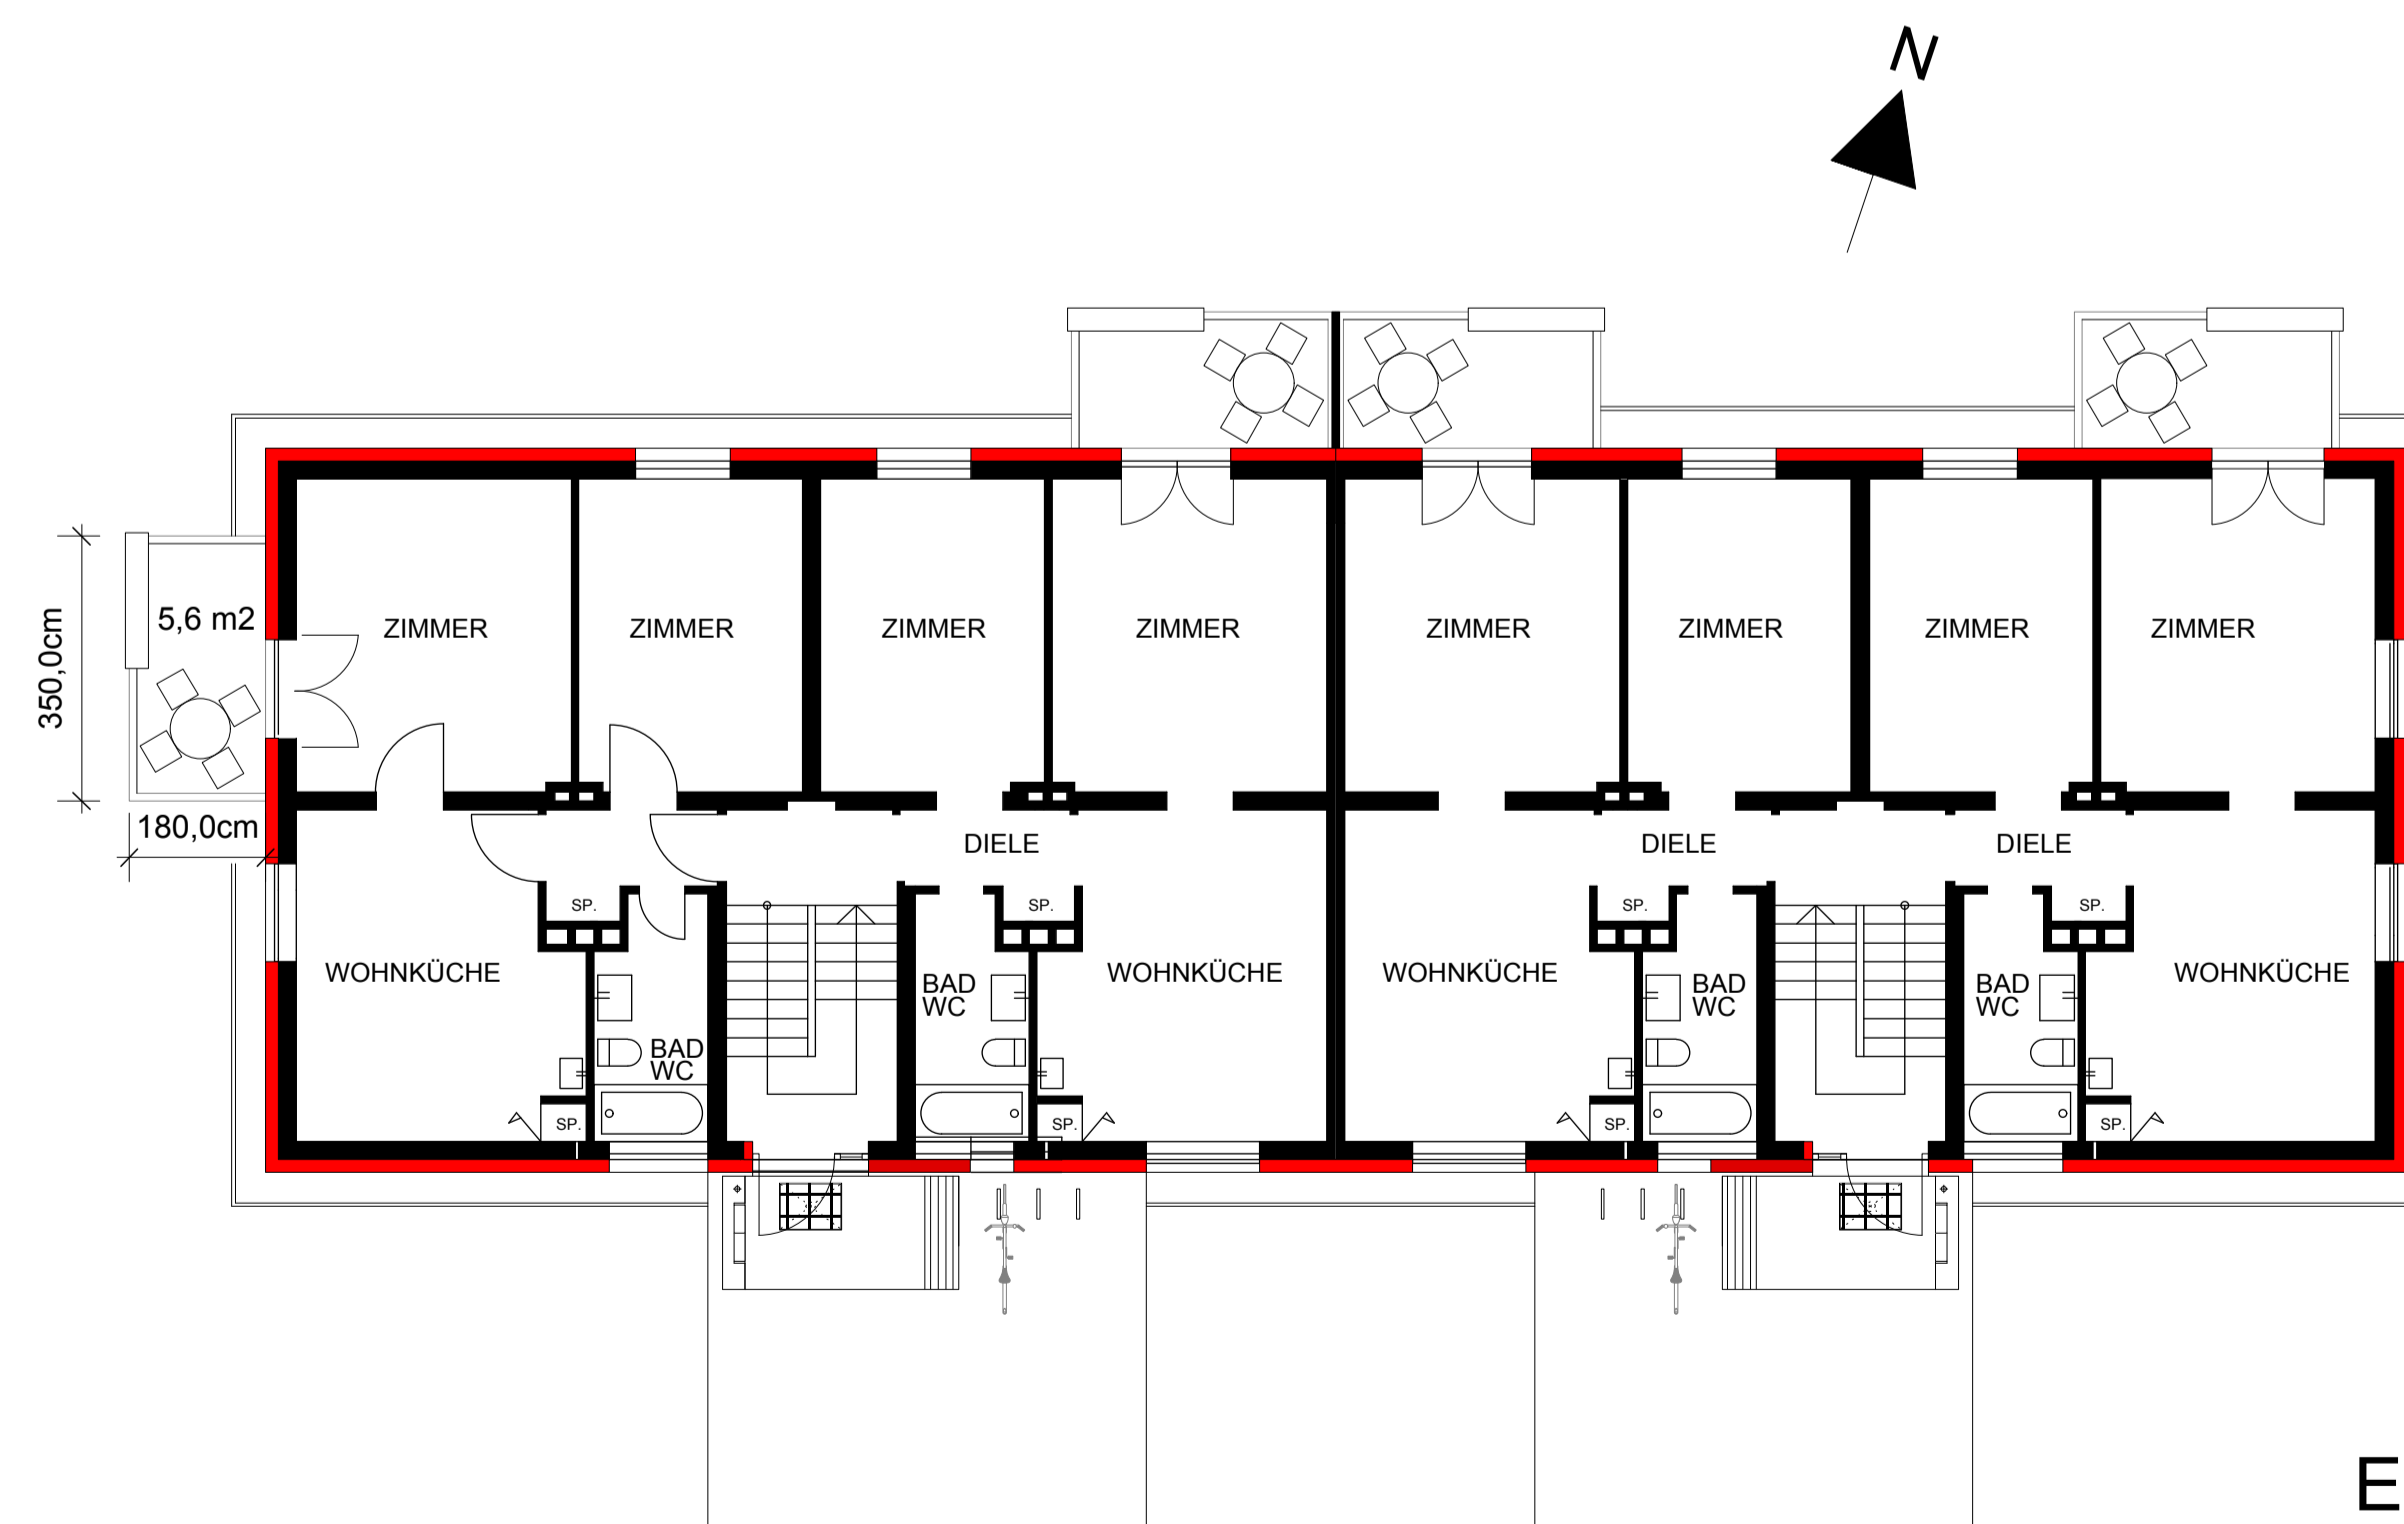 N
5,6 m2
350,0cm
180,0cm
ZIMMER
ZIMMER
ZIMMER
ZIMMER
ZIMMER
ZIMMER
ZIMMER
ZIMMER
DIELE
DIELE
DIELE
SP.
SP.
SP.
SP.
WOHNKÜCHE
WOHNKÜCHE
WOHNKÜCHE
WOHNKÜCHE
BAD
WC
BAD
WC
BAD
WC
BAD
WC
SP.
SP.
SP.
SP.
E